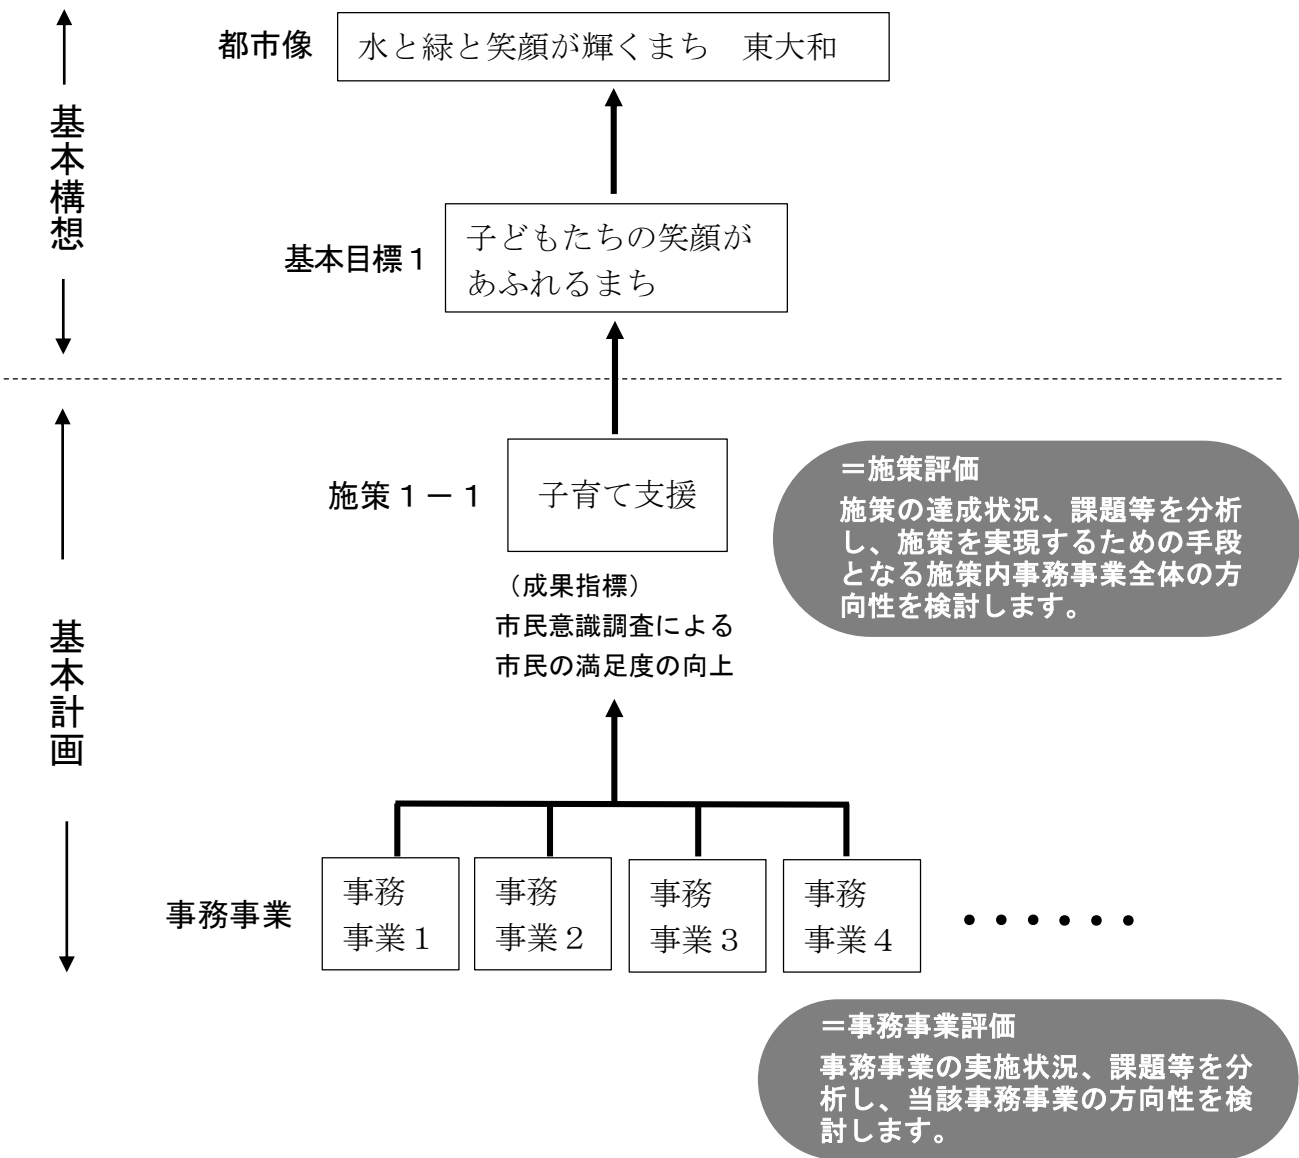 都市像
水と緑と笑顔が輝くまち　東大和
基本構想
基本目標１
子どもたちの笑顔が
あふれるまち
施策１－１
子育て支援
＝施策評価
施策の達成状況、課題等を分析
し、施策を実現するための手段
となる施策内事務事業全体の方
向性を検討します。
（成果指標）
市民意識調査による
市民の満足度の向上
基本計画
事務事業
事務
事業１
事務
事業２
事務
事業３
事務
事業４
・・・・・・
＝事務事業評価
事務事業の実施状況、課題等を分
析し、当該事務事業の方向性を検
討します。